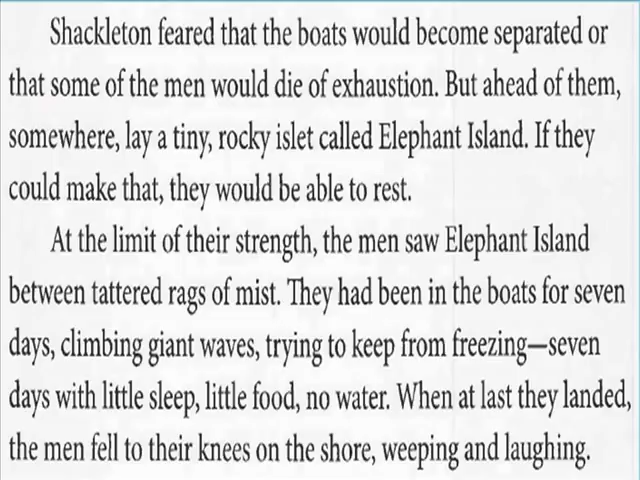 Shackleton feared that the boats would become separated or
that some of the men would die of exhaustion. But ahead of them,
somewhere, lay a tiny, rocky islet called Elephant Island. If they
could make that, they would be able to rest.
At the limit of their strength, the men saw Elephant Island
between tattered rags of mist. They had been in the boats for seven
days, climbing giant waves, trying to keep from freezing—seven
days with little sleep, little food, no water. When at last they landed,
the men fell to their knees on the shore, weeping and laughing.